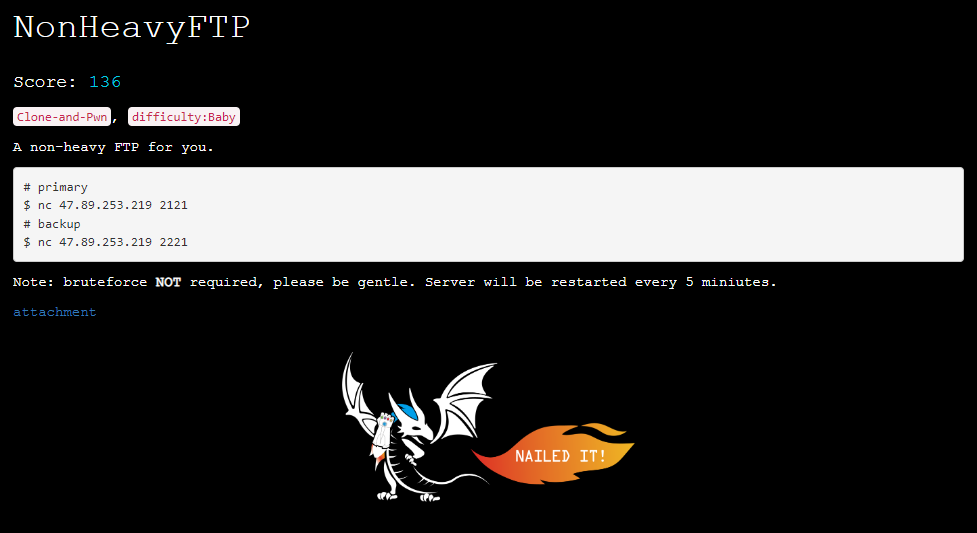 NonHeavyFTP
Score: 136
Clone-and-Pwn, difficulty:Baby
A non-heavy FTP for you.
# primary
$ nc 47.89.253.219 2121
# backup
$ nc 47.89.253.219 2221
Note: bruteforce NOT required, please be gentle. Server will be restarted every 5 miniutes.
attachment
NAILED IT!